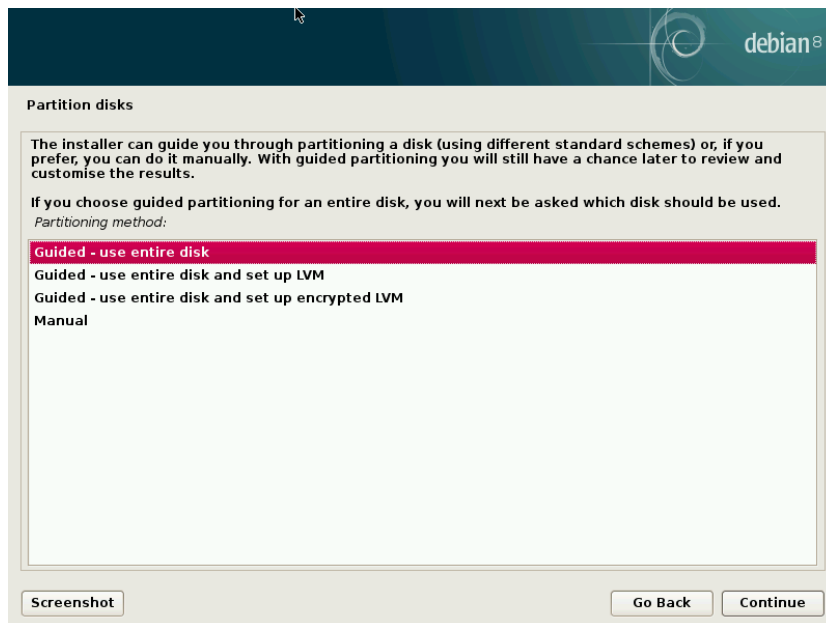 debian 8
Partition disks
The installer can guide you through partitioning a disk (using different standard schemes) or, if you
prefer, you can do it manually. With guided partitioning you will still have a chance later to review and
customise the results.
If you choose guided partitioning for an entire disk, you will next be asked which disk should be used.
Partitioning method:
Guided - use entire disk
Guided - use entire disk and set up LVM
Guided - use entire disk and set up encrypted LVM
Manual
Screenshot
Go Back
Continue